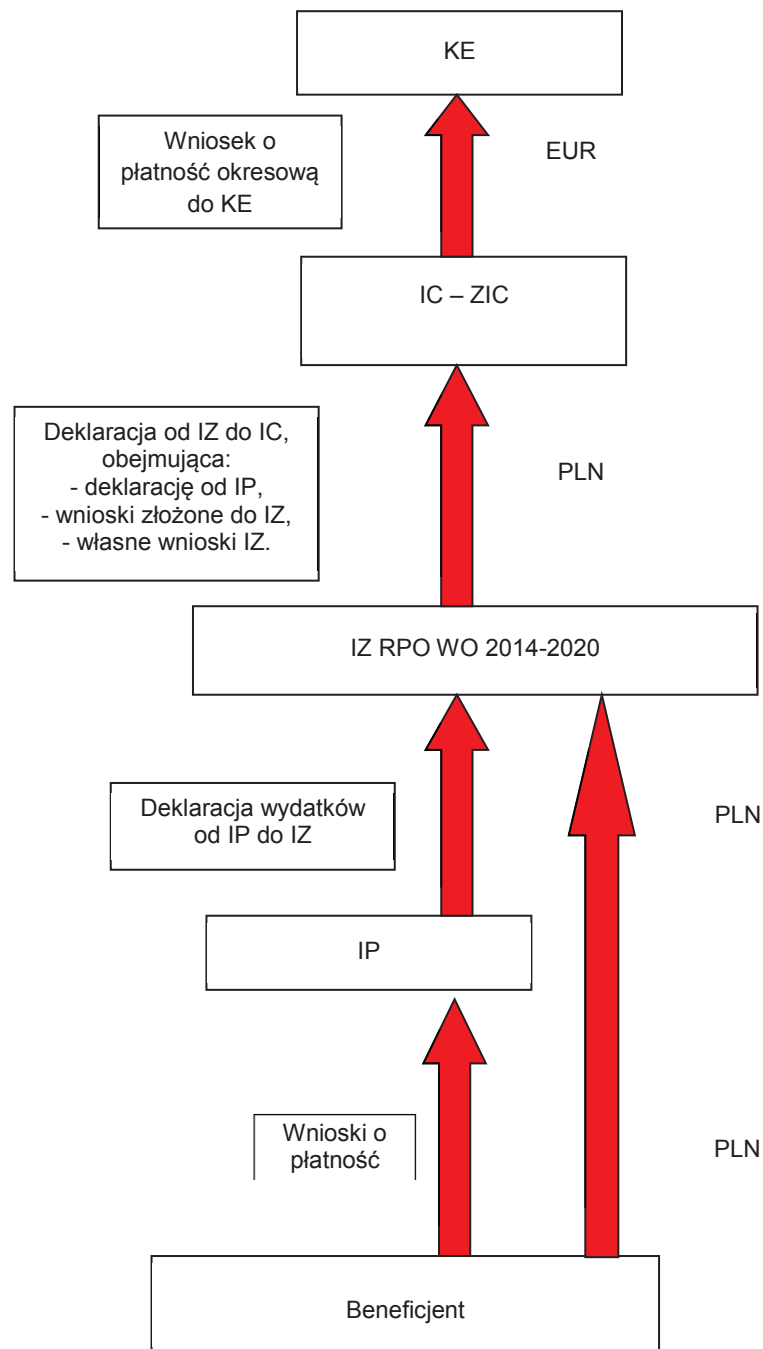 KE
Wniosek o
płatność okresową
do KE
EUR
IC – ZIC
Deklaracja od IZ do IC,
obejmująca:
- deklarację od IP,
- wnioski złożone do IZ,
- własne wnioski IZ.
PLN
IZ RPO WO 2014-2020
Deklaracja wydatków
od IP do IZ
PLN
IP
Wnioski o
płatność
PLN
Beneficjent